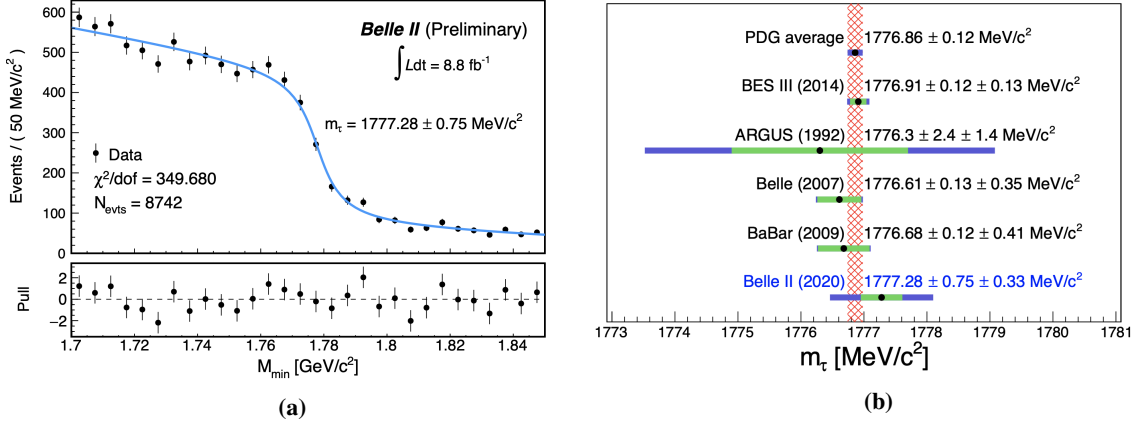 600
500
400
300
200
100
0
Events / ( 50 MeV/c²)
Belle II (Preliminary)
∫Ldt = 8.8 fb⁻¹
mτ = 1777.28 ± 0.75 MeV/c²
Data
χ²/dof = 349.680
Nevts = 8742
2
0
−2
Pull
1.7 1.72 1.74 1.76 1.78 1.8 1.82 1.84
Mmin [GeV/c²]
(a)
PDG average 1776.86 ± 0.12 MeV/c²
BES III (2014) 1776.91 ± 0.12 ± 0.13 MeV/c²
ARGUS (1992) 1776.3 ± 2.4 ± 1.4 MeV/c²
Belle (2007) 1776.61 ± 0.13 ± 0.35 MeV/c²
BaBar (2009) 1776.68 ± 0.12 ± 0.41 MeV/c²
Belle II (2020) 1777.28 ± 0.75 ± 0.33 MeV/c²
1773 1774 1775 1776 1777 1778 1779 1780 1781
mτ [MeV/c²]
(b)